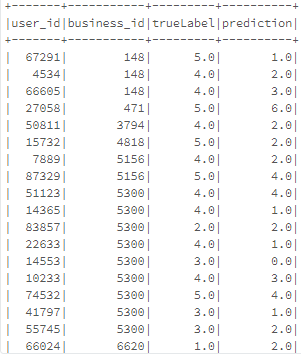 +-------+-----------+---------+----------+
|user_id|business_id|trueLabel|prediction|
+-------+-----------+---------+----------+
|  67291|        148|      5.0|       1.0|
|   4534|        148|      4.0|       2.0|
|  66605|        148|      4.0|       3.0|
|  27058|        471|      5.0|       6.0|
|  50811|       3794|      4.0|       2.0|
|  15732|       4818|      5.0|       2.0|
|   7889|       5156|      4.0|       2.0|
|  87329|       5156|      5.0|       4.0|
|  51123|       5300|      4.0|       4.0|
|  14365|       5300|      4.0|       1.0|
|  83857|       5300|      2.0|       2.0|
|  22633|       5300|      4.0|       1.0|
|  14553|       5300|      3.0|       0.0|
|  10233|       5300|      4.0|       3.0|
|  74532|       5300|      5.0|       4.0|
|  41797|       5300|      3.0|       1.0|
|  55745|       5300|      3.0|       2.0|
|  66024|       6620|      1.0|       2.0|